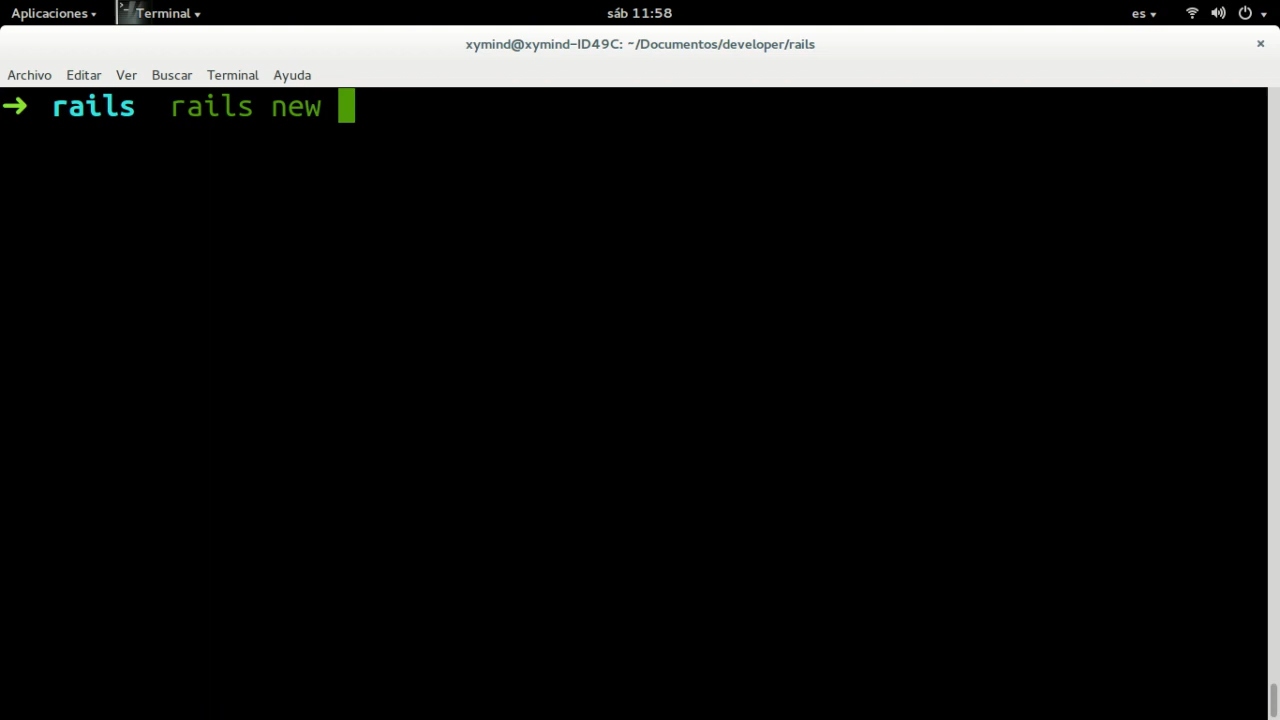 Aplicaciones Terminal sáb 11:58 es
xymind@xymind-ID49C: ~/Documentos/developer/rails ×
Archivo Editar Ver Buscar Terminal Ayuda
→ rails rails new